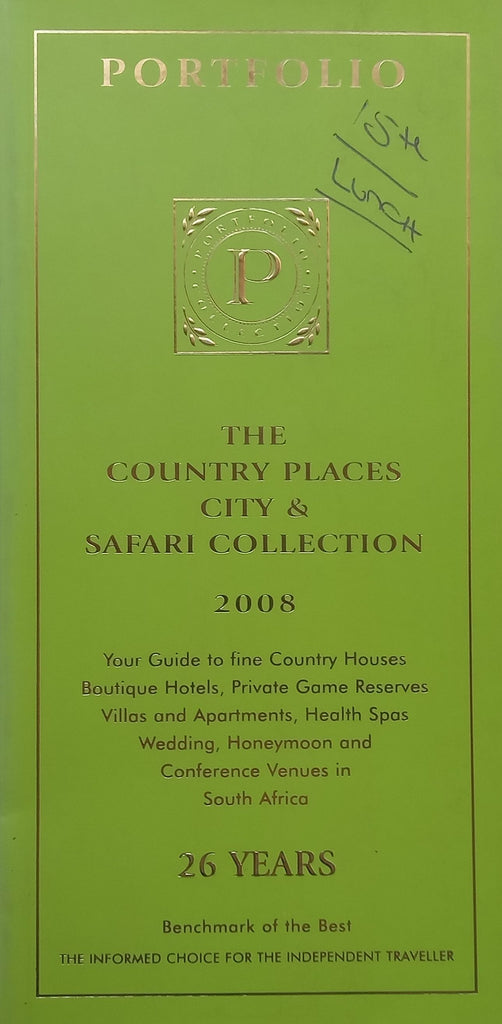 PORTFOLIO
LUNCH
PORTFOLIO
P
COLLECTION
THE
COUNTRY PLACES
CITY &
SAFARI COLLECTION
2008
Your Guide to fine Country Houses
Boutique Hotels, Private Game Reserves
Villas and Apartments, Health Spas
Wedding, Honeymoon and
Conference Venues in
South Africa
26 YEARS
Benchmark of the Best
THE INFORMED CHOICE FOR THE INDEPENDENT TRAVELLER